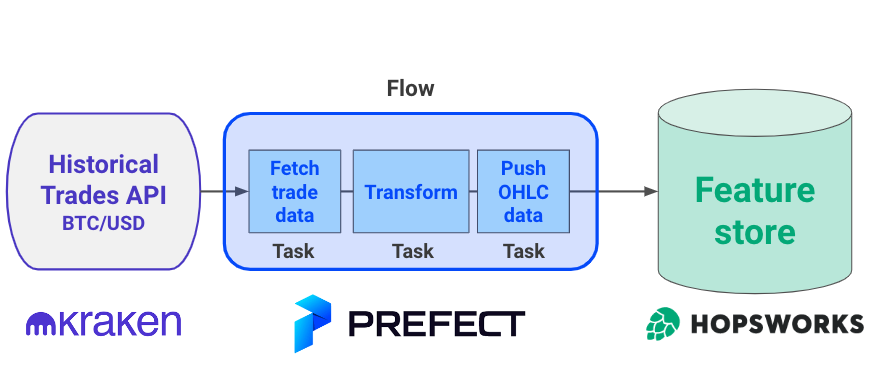 Flow
Historical
Trades API
BTC/USD
Fetch
trade
data
Transform
Push
OHLC
data
Task
Task
Task
Feature
store
mKraKen
PREFECT
HOPSWORKS